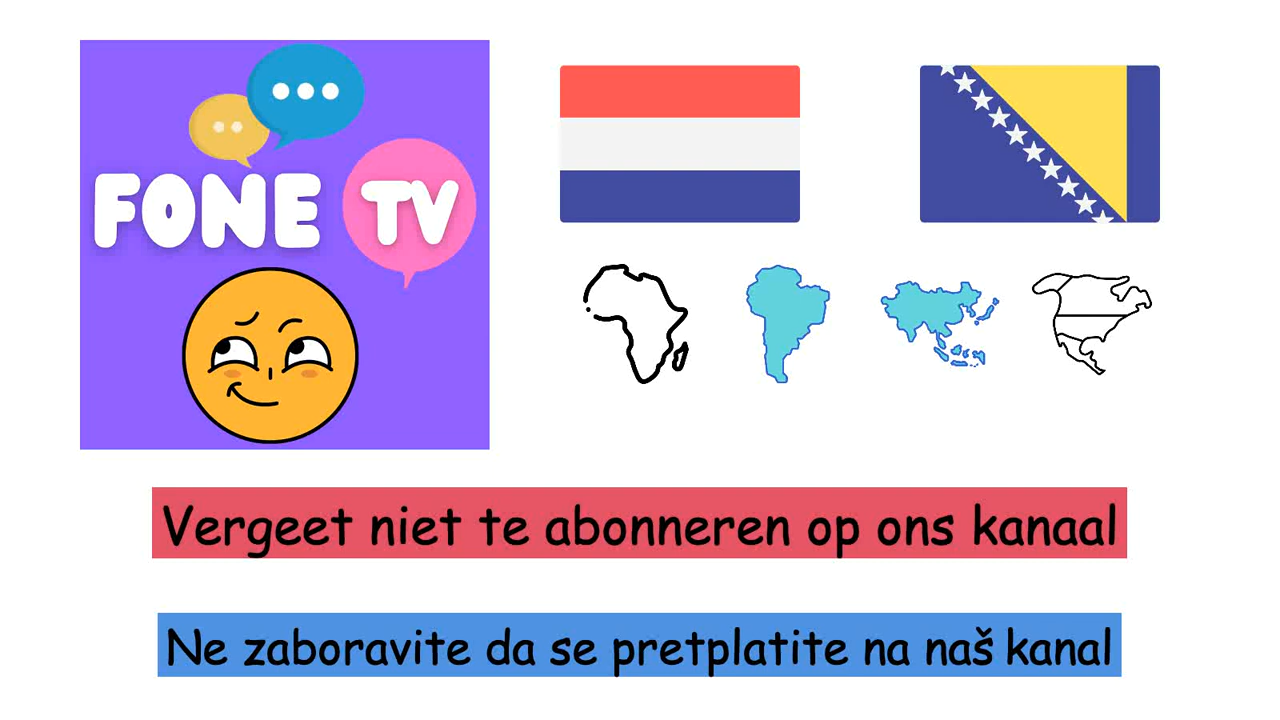 FONE TV
Vergeet niet te abonneren op ons kanaal
Ne zaboravite da se pretplatite na naš kanal